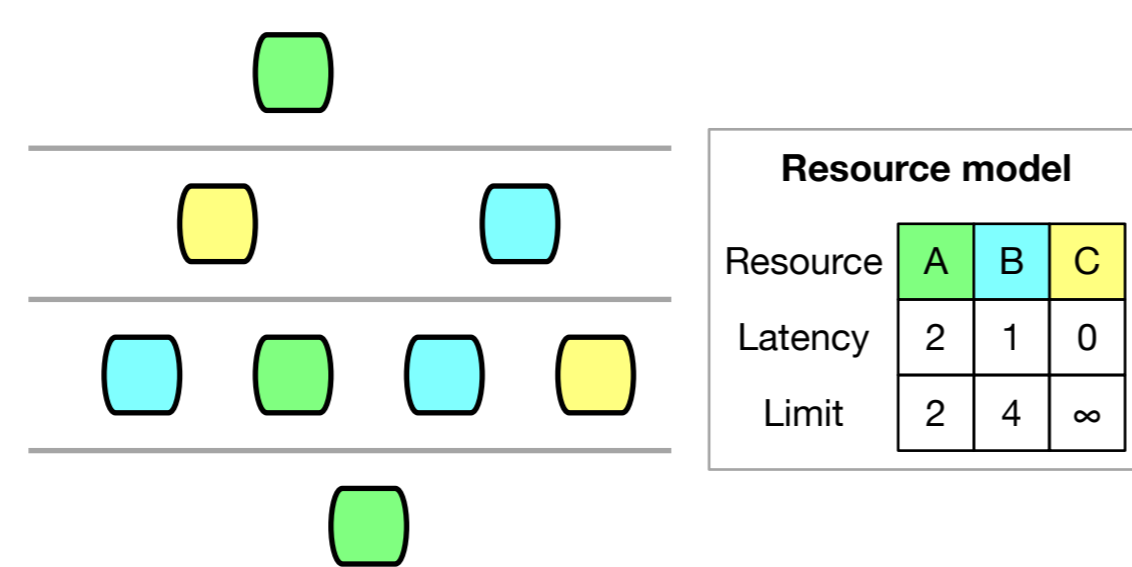 Resource model
Resource A B C
Latency 2 1 0
Limit 2 4 ∞